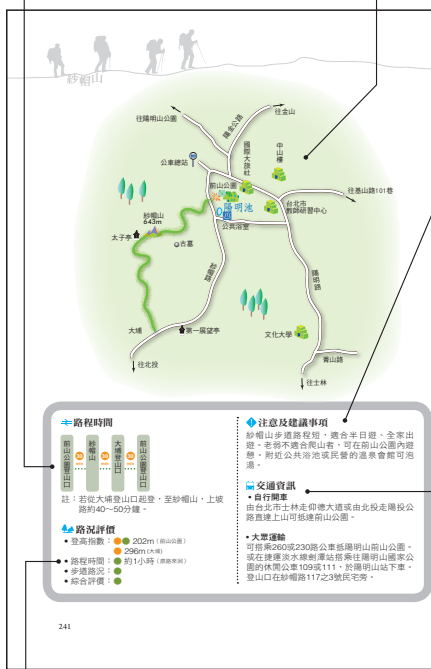 紗帽山
往陽明山公園
陽金公路
往金山
公車總站
國際大旅社
中山樓
前山公園
陽明池
往基山路101巷
台北市
教師研習中心
紗帽山
643m
太子亭
古墓
公共浴室
紗帽路
陽明路
大埔
第一展望亭
文化大學
菁山路
往北投
往士林
路程時間
前山公園登山口
30
紗帽山
30
大埔登山口
30
前山公園登山口
註：若從大埔登山口起登，至紗帽山，上坡
路約40～50分鐘。
路況評價
• 登高指數： 202m（前山公園）
296m（大埔）
• 路程時間： 約1小時（原路來回）
• 步道路況：
• 綜合評價：
注意及建議事項
紗帽山步道路程短，適合半日遊、全家出
遊。老弱不適合爬山者，可在前山公園內遊
憩。附近公共浴池或民營的溫泉會館可泡
湯。
交通資訊
• 自行開車
由台北市士林走仰德大道或由北投走陽投公
路直達上山可抵達前山公園。
• 大眾運輸
可搭乘260或230路公車抵陽明山前山公園。
或在捷運淡水線劍潭站搭乘往陽明山國家公
園的休閒公車109或111，於陽明山站下車。
登山口在紗帽路117之3號民宅旁。
241